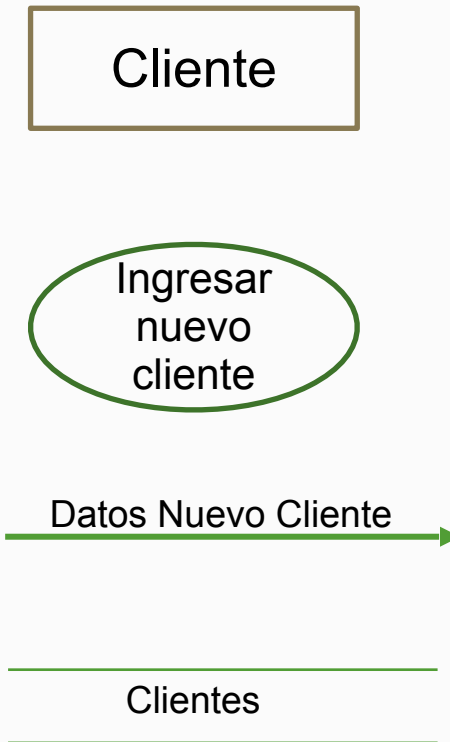 Cliente
Ingresar
nuevo
cliente
Datos Nuevo Cliente
Clientes